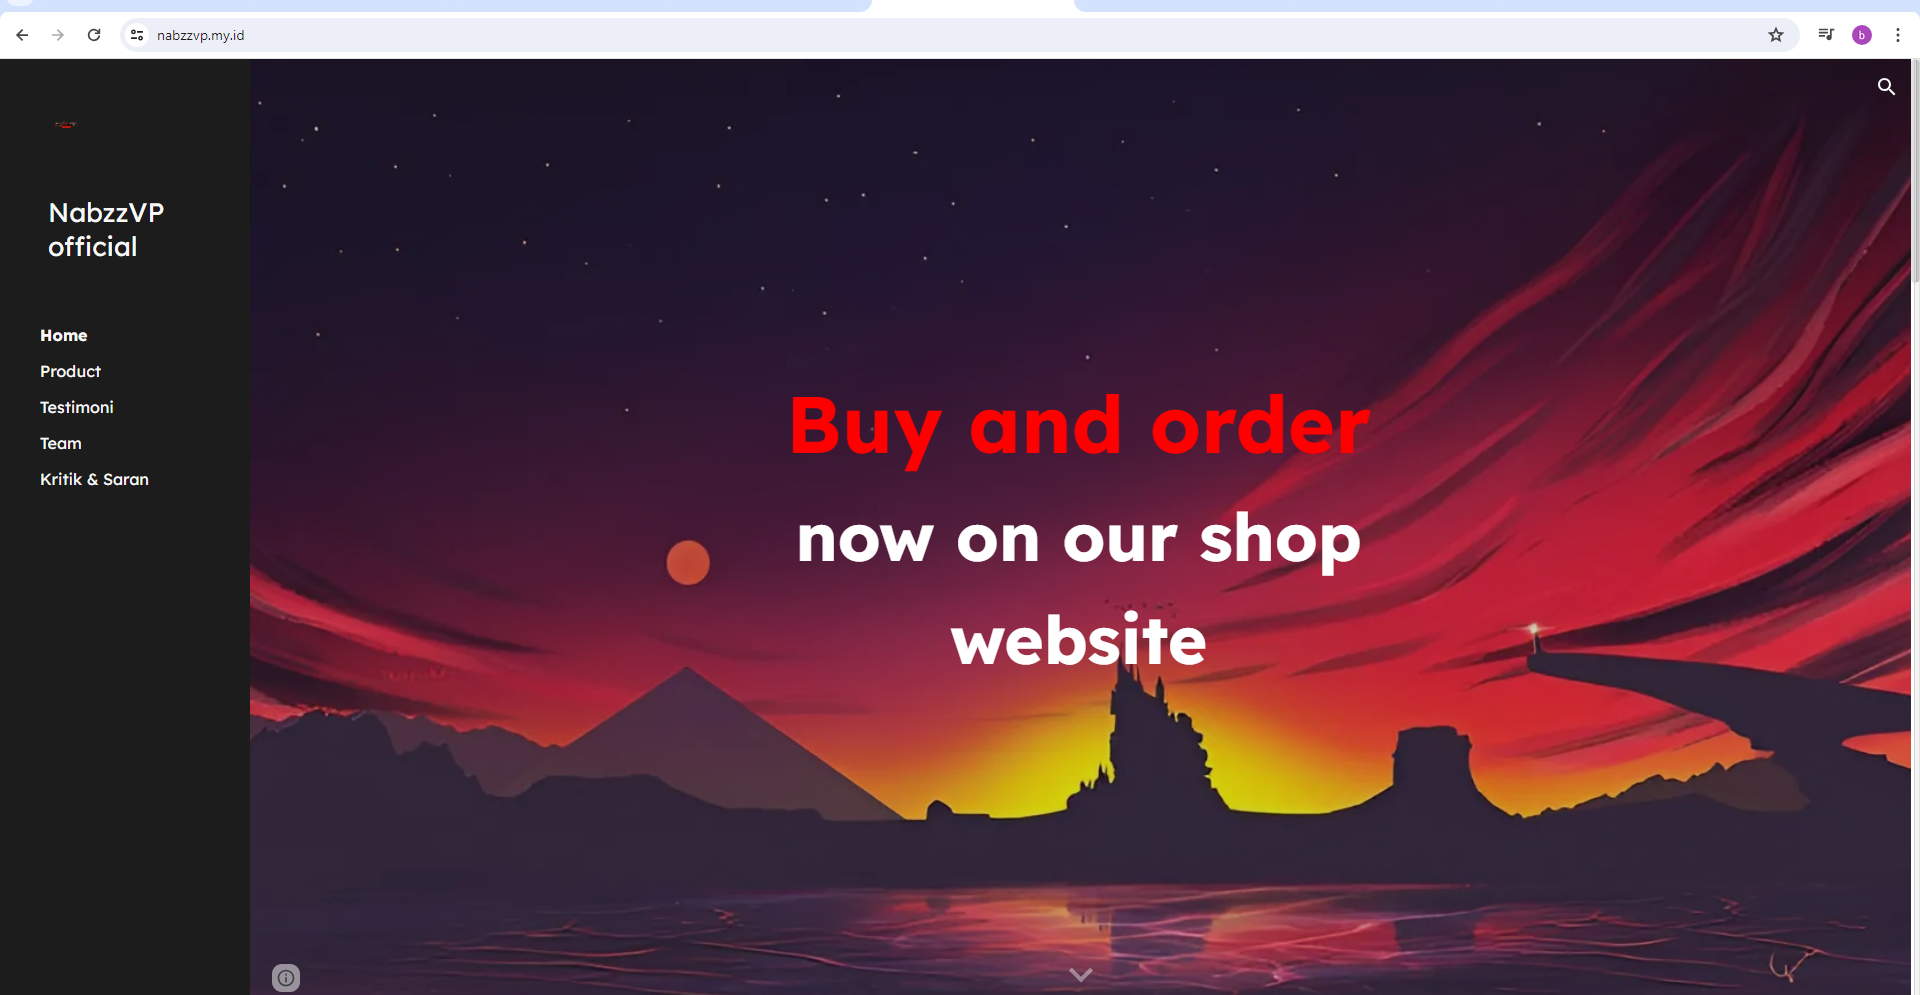 nabzzvp.my.id
b
NabzzVP
official
Home
Product
Testimoni
Team
Kritik & Saran
Buy and order
now on our shop
website